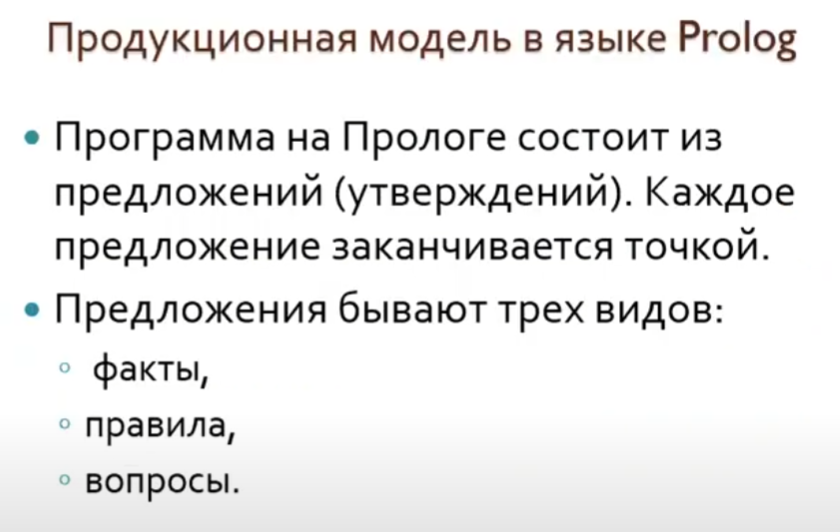 Продукционная модель в языке Prolog
• Программа на Прологе состоит из
предложений (утверждений). Каждое
предложение заканчивается точкой.
• Предложения бывают трех видов:
◦ факты,
◦ правила,
◦ вопросы.